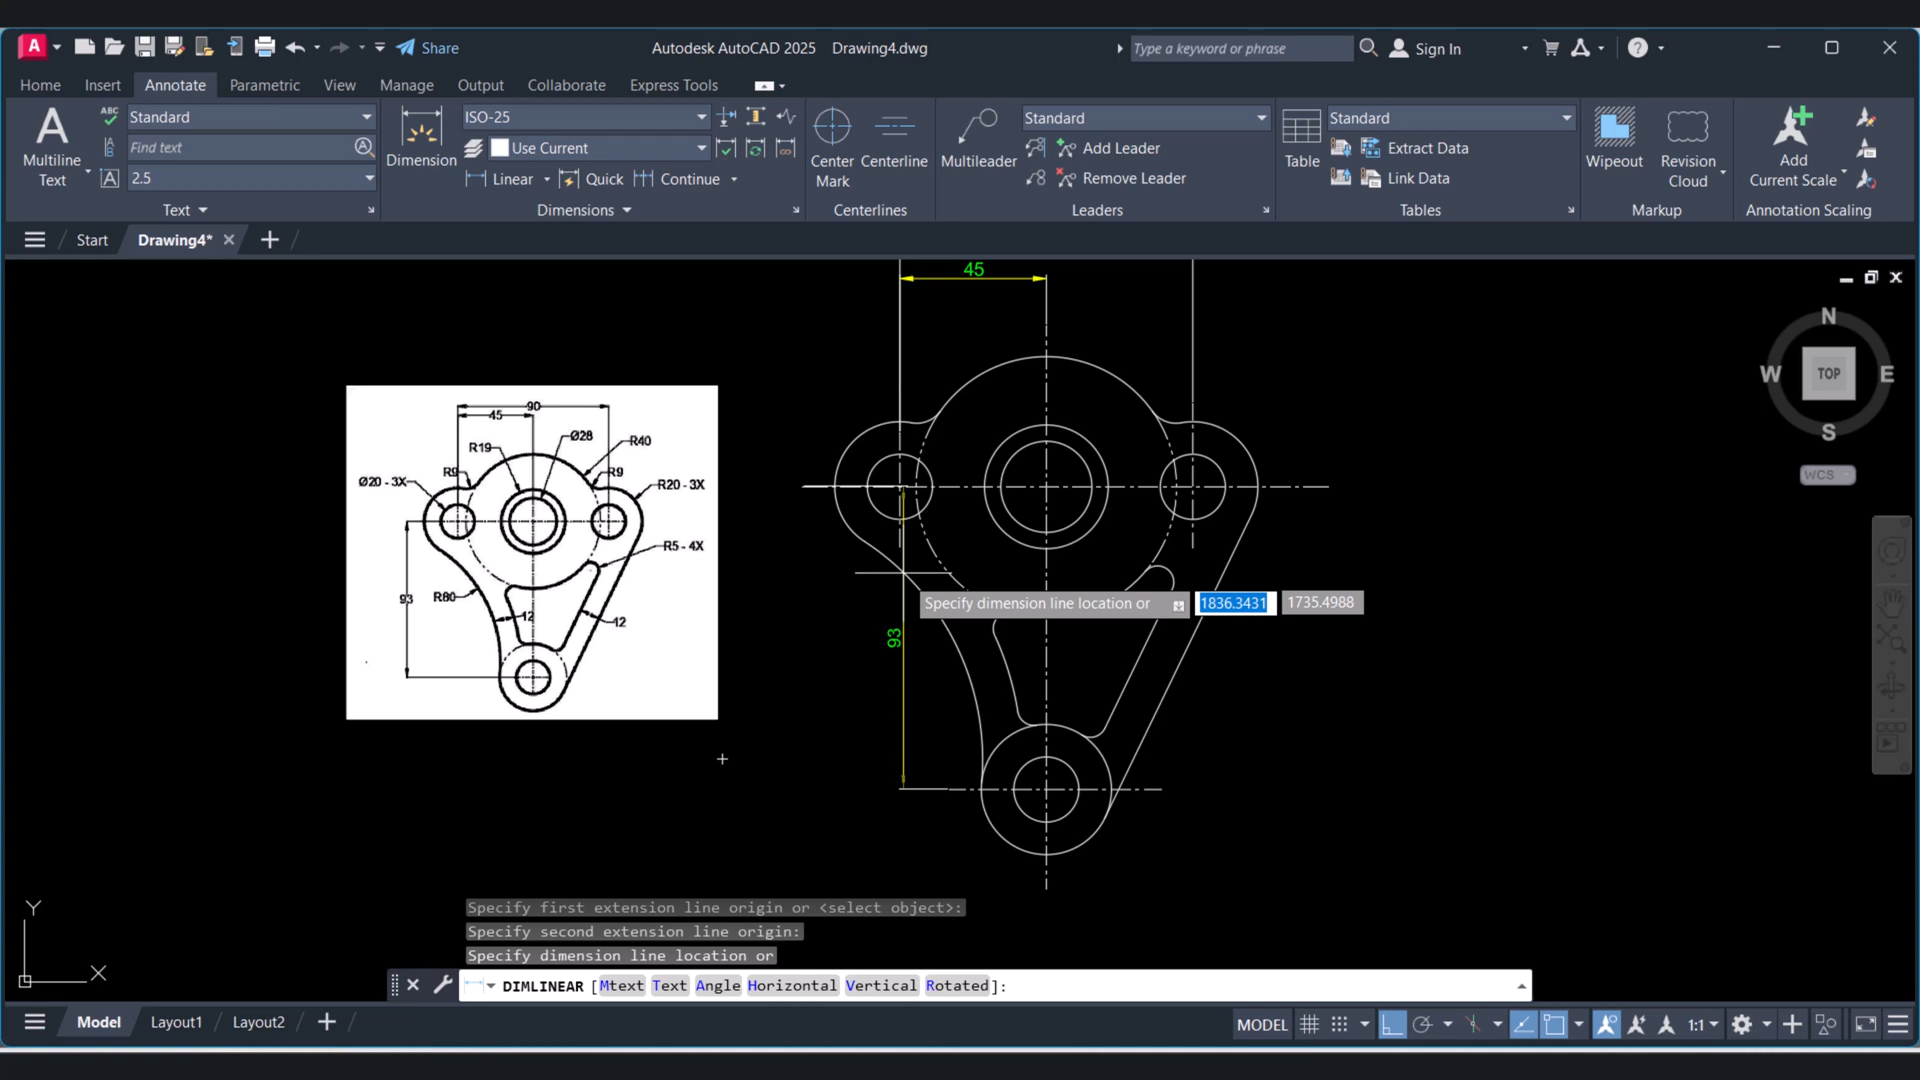 A Share Autodesk AutoCAD 2025 Drawing4.dwg Type a keyword or phrase Sign In ?
Home Insert Annotate Parametric View Manage Output Collaborate Express Tools
A Multiline Text ABC Standard
A B Find text
A 2.5
Text
Dimension ISO-25
Use Current
Linear Quick Continue
Dimensions
Center Mark Centerline
Centerlines
Multileader Standard
Add Leader
Remove Leader
Leaders
Table Standard
Extract Data
Link Data
Tables
Wipeout Revision Cloud
Markup
Add Current Scale
Annotation Scaling
Start Drawing4* +
45
N
W TOP E
S
WCS
90
45
Ø28
R19 R40
R9 R9
Ø20 - 3X R20 - 3X
R5 - 4X
93 R80
12 12
Specify dimension line location or 1836.3431 1735.4988
93
Y
X
Specify first extension line origin or <select object>:
Specify second extension line origin:
Specify dimension line location or
DIMLINEAR [Mtext Text Angle Horizontal Vertical Rotated]:
Model Layout1 Layout2 + MODEL 1:1